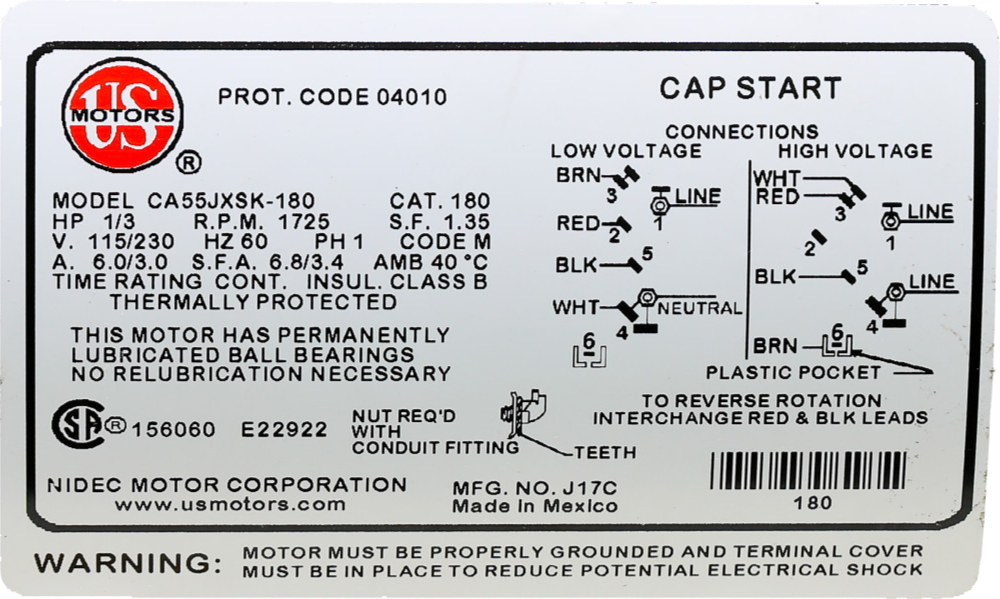 US
MOTORS
®
PROT. CODE 04010
MODEL CA55JXSK-180 CAT. 180
HP 1/3 R.P.M. 1725 S.F. 1.35
V. 115/230 HZ 60 PH 1 CODE M
A. 6.0/3.0 S.F.A. 6.8/3.4 AMB 40 °C
TIME RATING CONT. INSUL. CLASS B
THERMALLY PROTECTED
THIS MOTOR HAS PERMANENTLY
LUBRICATED BALL BEARINGS
NO RELUBRICATION NECESSARY
SA ® 156060 E22922
NUT REQ'D
WITH
CONDUIT FITTING
TEETH
NIDEC MOTOR CORPORATION
www.usmotors.com
MFG. NO. J17C
Made in Mexico
CAP START
CONNECTIONS
LOW VOLTAGE
BRN 3
LINE
1
RED 2
BLK 5
WHT 4
NEUTRAL
6
HIGH VOLTAGE
WHT
RED 3
LINE
1
2
BLK 5
LINE
4
BRN 6
PLASTIC POCKET
TO REVERSE ROTATION
INTERCHANGE RED & BLK LEADS
180
WARNING: MOTOR MUST BE PROPERLY GROUNDED AND TERMINAL COVER
MUST BE IN PLACE TO REDUCE POTENTIAL ELECTRICAL SHOCK